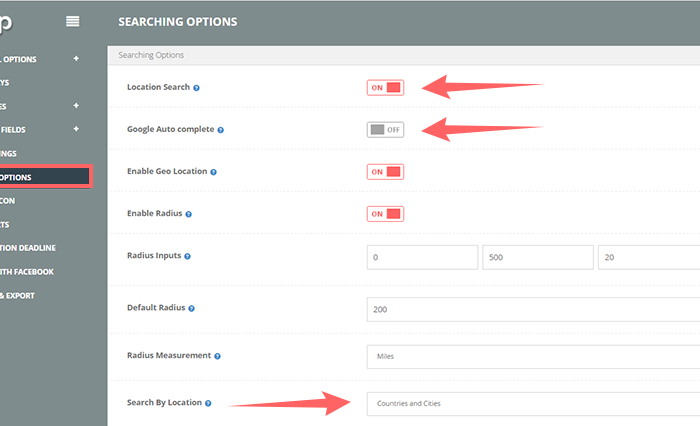 p
SEARCHING OPTIONS
OPTIONS
YS
ES
FIELDS
INGS
OPTIONS
CON
TS
TION DEADLINE
ITH FACEBOOK
& EXPORT
Searching Options
Location Search
ON
Google Auto complete
OFF
Enable Geo Location
ON
Enable Radius
ON
Radius Inputs
0
500
20
Default Radius
200
Radius Measurement
Miles
Search By Location
Countries and Cities